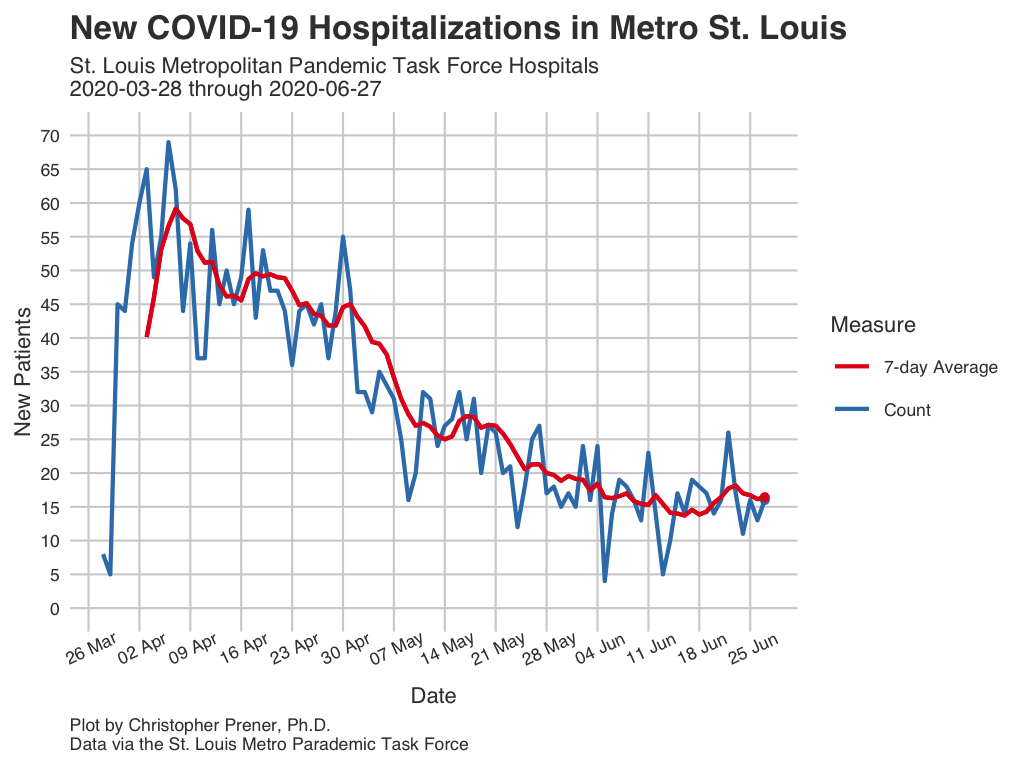 New COVID-19 Hospitalizations in Metro St. Louis
St. Louis Metropolitan Pandemic Task Force Hospitals
2020-03-28 through 2020-06-27
70
65
60
55
50
45
40
35
30
25
20
15
10
5
0
New Patients
26 Mar
02 Apr
09 Apr
16 Apr
23 Apr
30 Apr
07 May
14 May
21 May
28 May
04 Jun
11 Jun
18 Jun
25 Jun
Date
Measure
7-day Average
Count
Plot by Christopher Prener, Ph.D.
Data via the St. Louis Metro Parademic Task Force